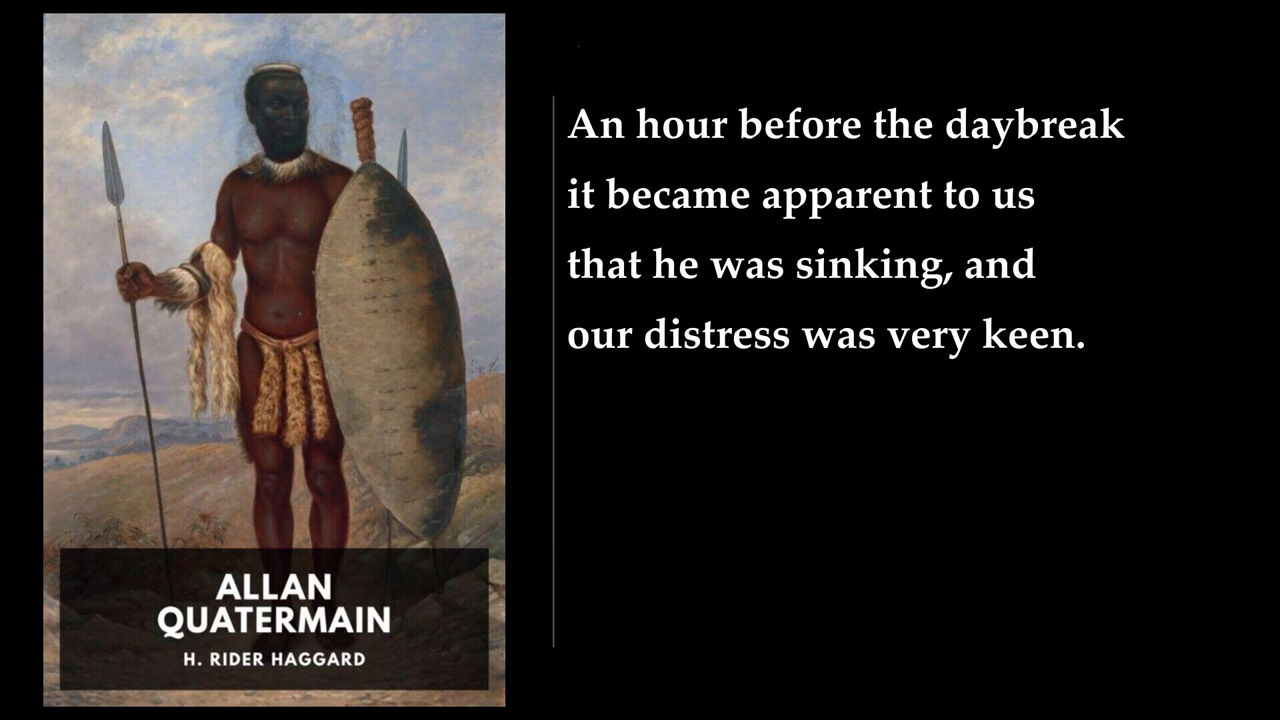 ALLAN
QUATERMAIN
H. RIDER HAGGARD
An hour before the daybreak
it became apparent to us
that he was sinking, and
our distress was very keen.